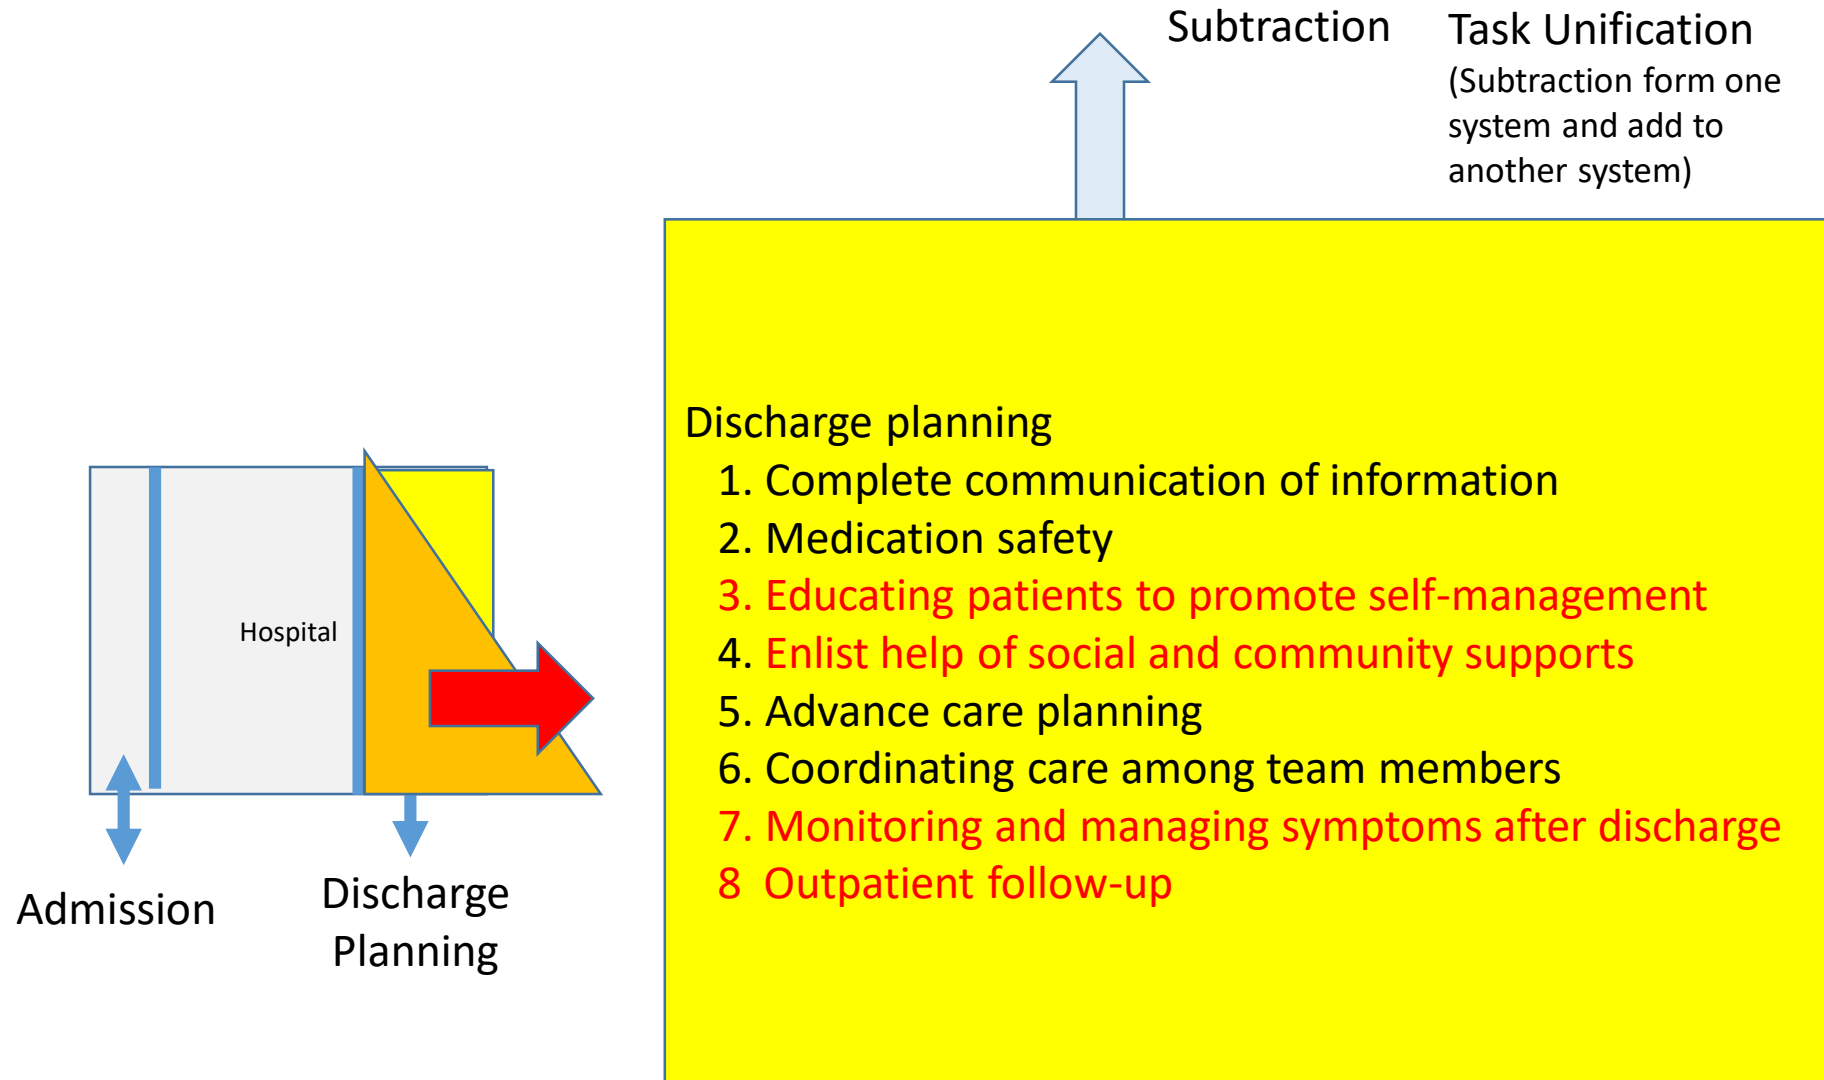 Subtraction
Task Unification
(Subtraction form one
system and add to
another system)
Discharge planning
1. Complete communication of information
2. Medication safety
3. Educating patients to promote self-management
4. Enlist help of social and community supports
5. Advance care planning
6. Coordinating care among team members
7. Monitoring and managing symptoms after discharge
8 Outpatient follow-up
Hospital
Admission
Discharge
Planning